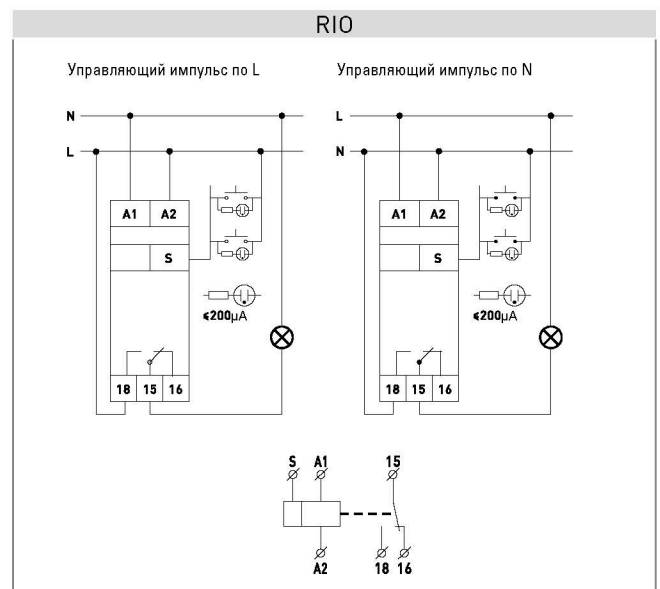 RIO
Управляющий импульс по L
Управляющий импульс по N
N
L
A1 A2
S
≤200µA
18 15 16
L
N
A1 A2
S
≤200µA
18 15 16
S A1 15
A2 18 16